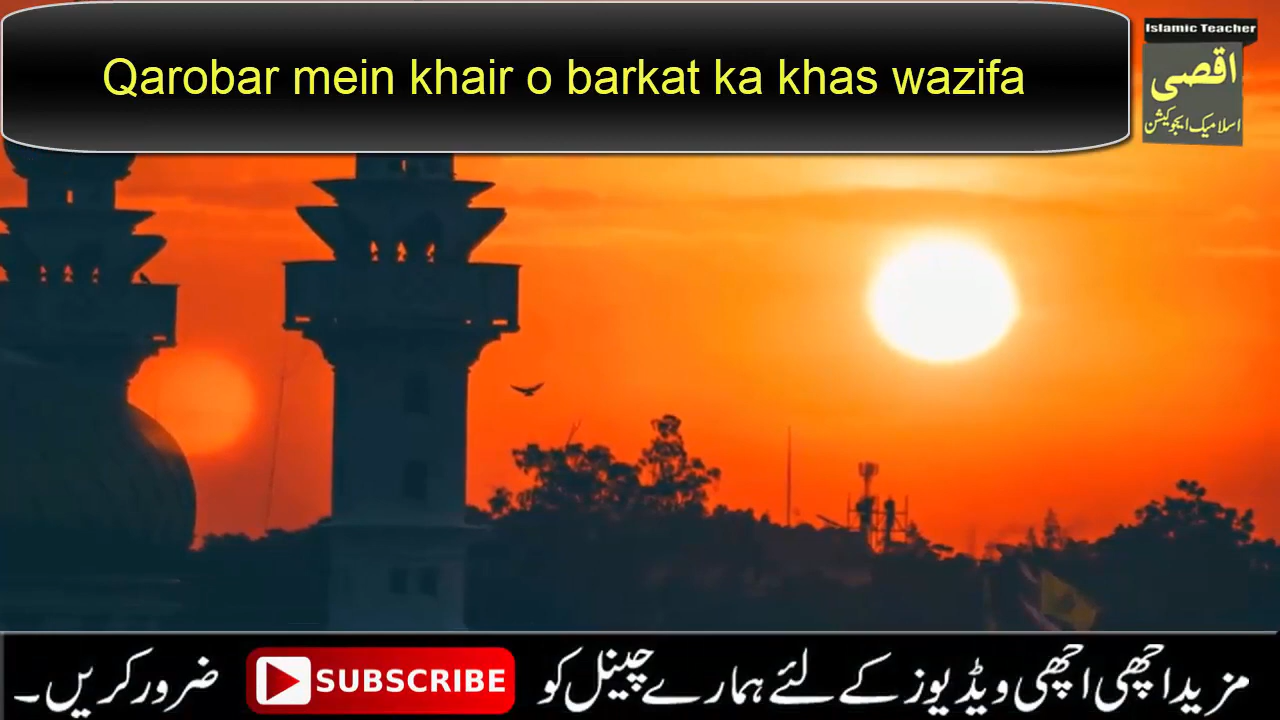 Qarobar mein khair o barkat ka khas wazifa
Islamic Teacher
اقصی
اسلامیک ایجوکیشن
مزید اچھی اچھی ویڈیوز کے لئے ہمارے چینل کو SUBSCRIBE ضرور کریں۔